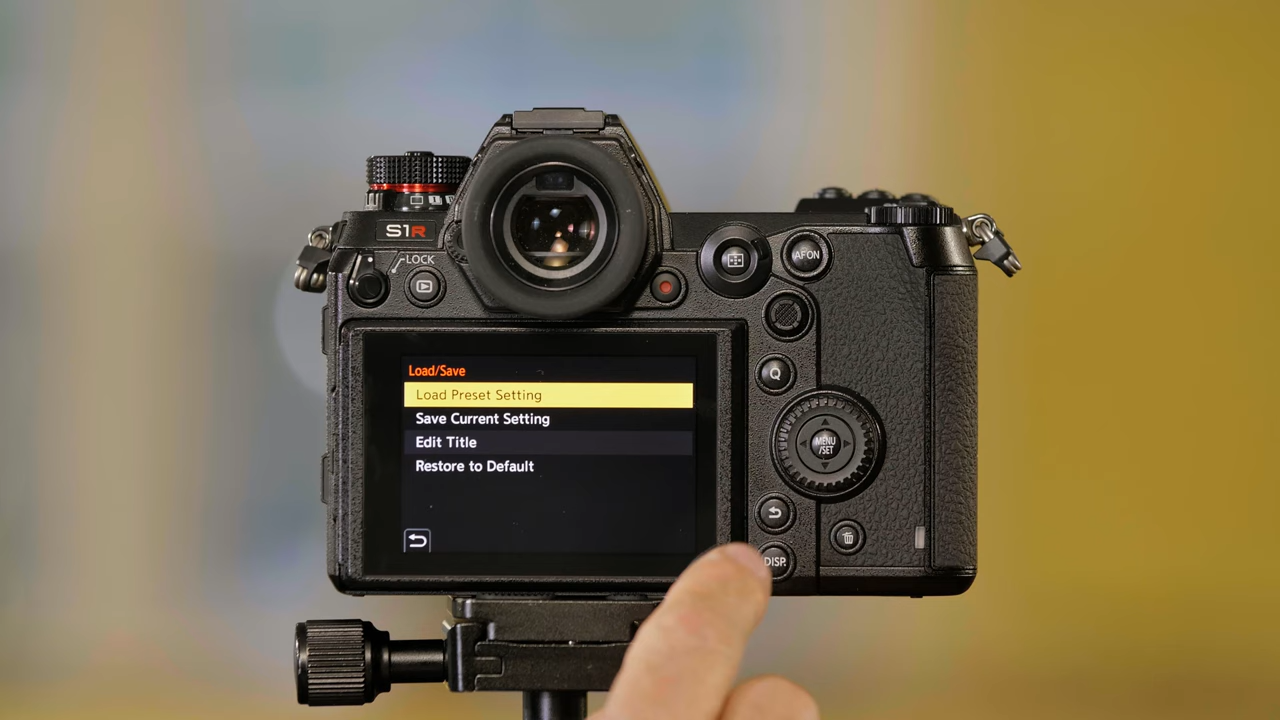 S1R
LOCK
AFON
Q
Load/Save
Load Preset Setting
Save Current Setting
Edit Title
Restore to Default
MENU
/SET
DISP.